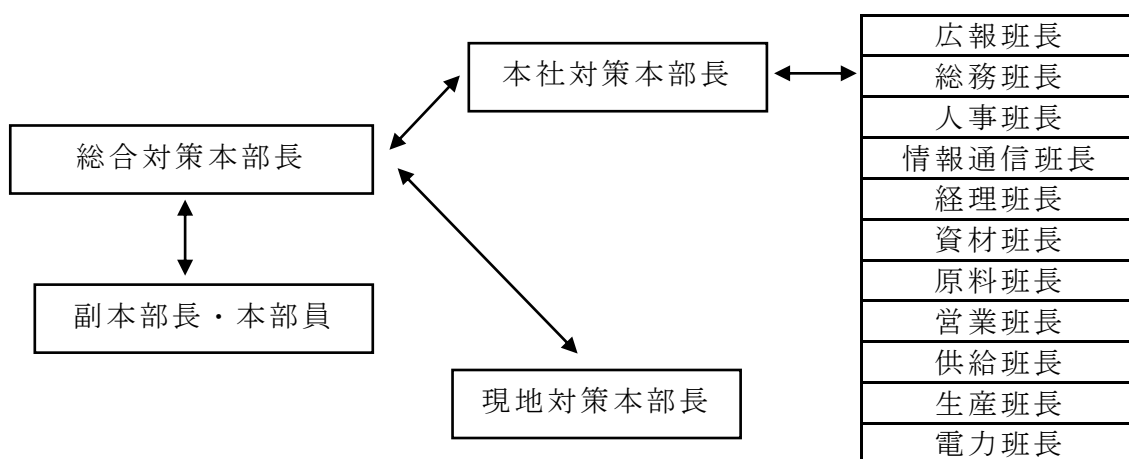 総合対策本部長
副本部長・本部員
本社対策本部長
現地対策本部長
広報班長
総務班長
人事班長
情報通信班長
経理班長
資材班長
原料班長
営業班長
供給班長
生産班長
電力班長